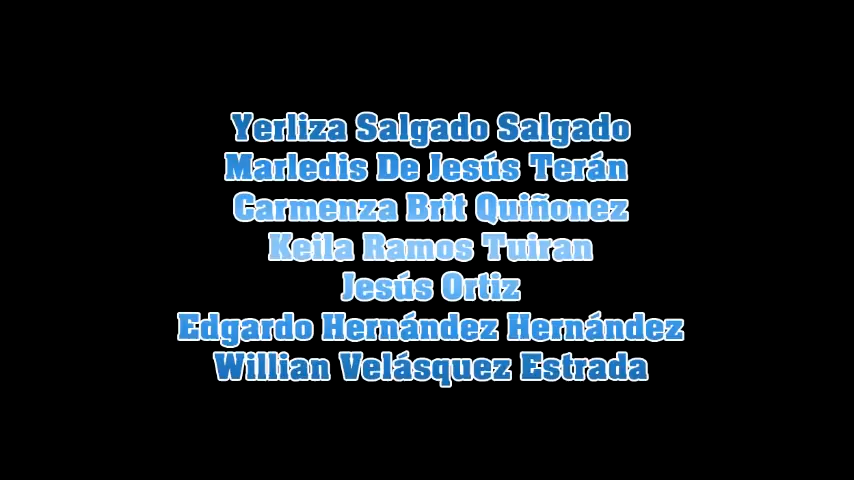 Yerliza Salgado Salgado
Marledis De Jesús Terán
Carmenza Brit Quiñonez
Keila Ramos Tuiran
Jesús Ortiz
Edgardo Hernández Hernández
Willian Velásquez Estrada